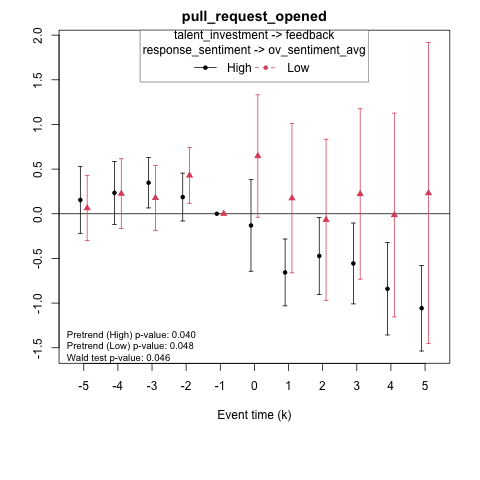 pull_request_opened
talent_investment -> feedback
response_sentiment -> ov_sentiment_avg
High Low
2.0
1.5
1.0
0.5
0.0
-0.5
-1.0
-1.5
Pretrend (High) p-value: 0.040
Pretrend (Low) p-value: 0.048
Wald test p-value: 0.046
-5 -4 -3 -2 -1 0 1 2 3 4 5
Event time (k)